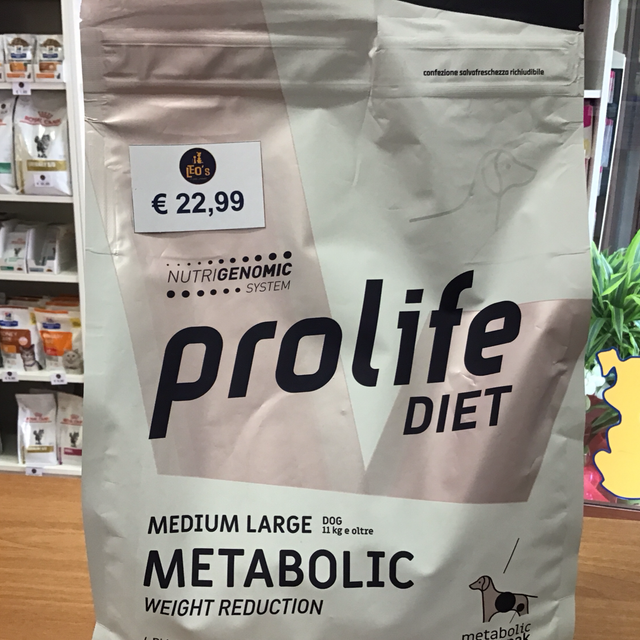 confezione salvafreschezza richiudibile
LEO's
€ 22,99
NUTRIGENOMIC
SYSTEM
prolife
DIET
MEDIUM LARGE DOG
11 kg e oltre
METABOLIC
WEIGHT REDUCTION
metabolic